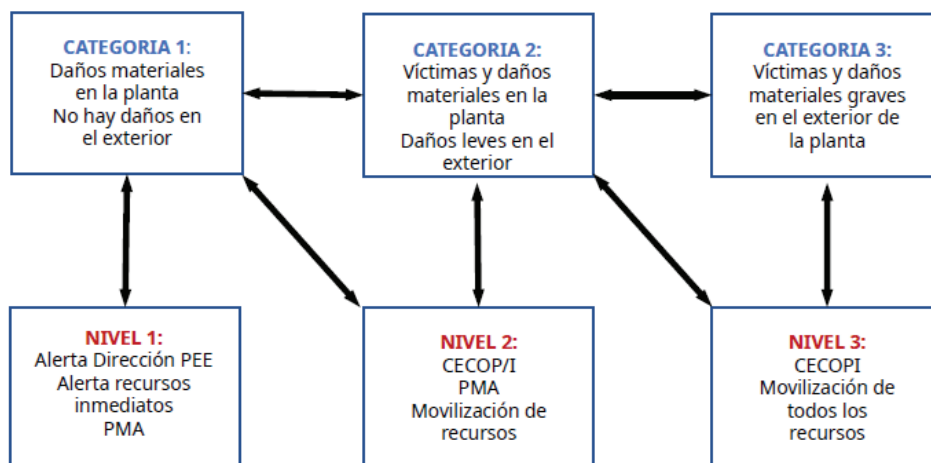 CATEGORIA 1:
Daños materiales
en la planta
No hay daños en
el exterior
CATEGORIA 2:
Víctimas y daños
materiales en la
planta
Daños leves en el
exterior
CATEGORIA 3:
Víctimas y daños
materiales graves
en el exterior de
la planta
NIVEL 1:
Alerta Dirección PEE
Alerta recursos
inmediatos
PMA
NIVEL 2:
CECOP/I
PMA
Movilización de
recursos
NIVEL 3:
CECOPI
Movilización de
todos los
recursos